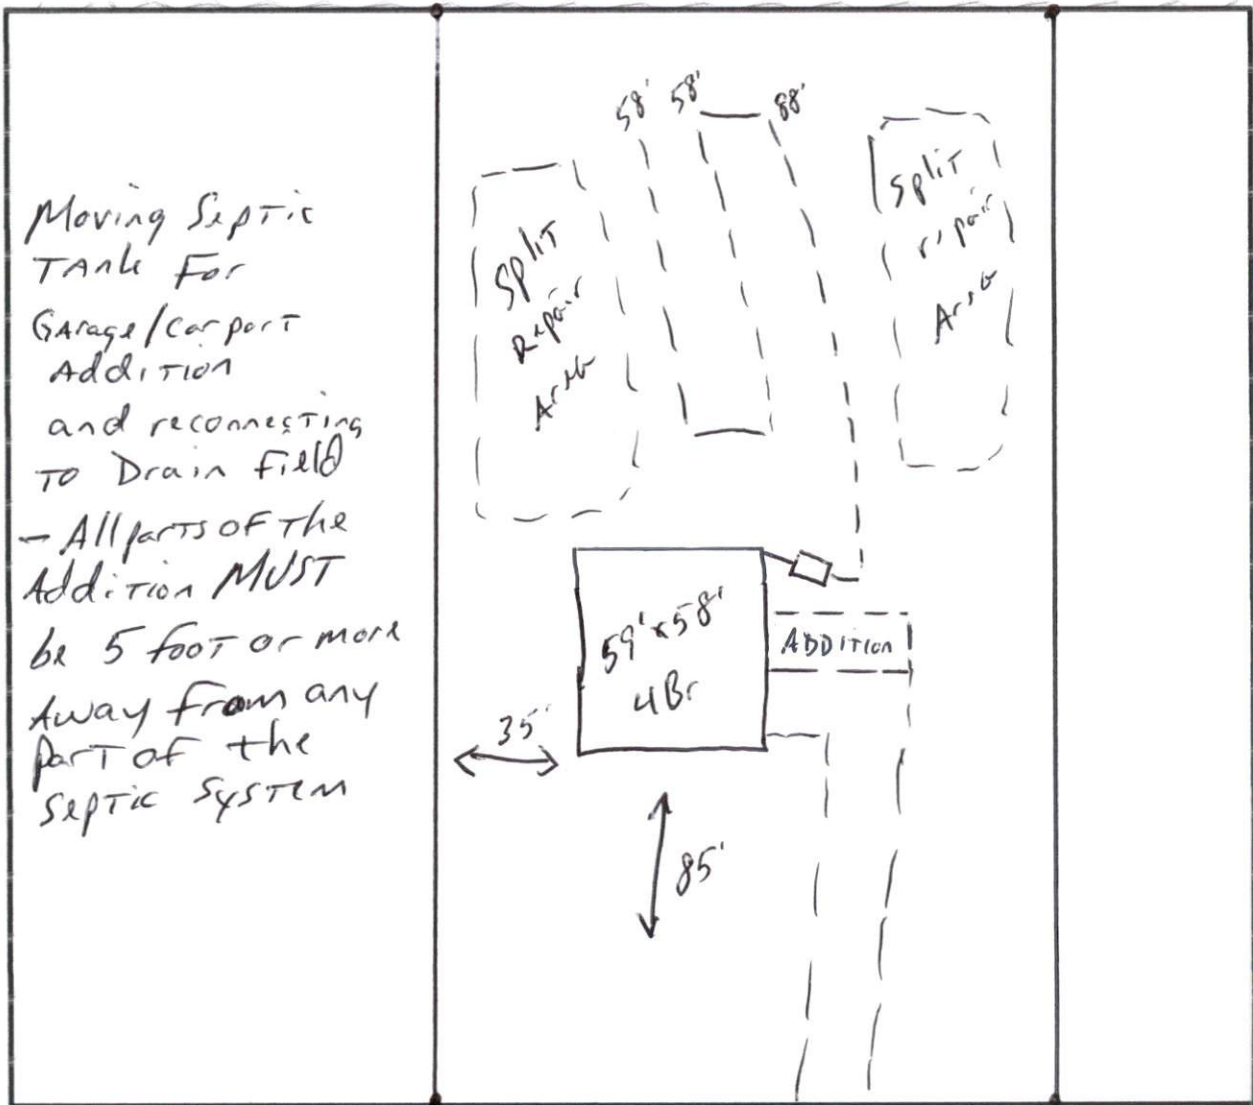 Moving Septic
TANK For
GArage/carport
Addition
and reconnecting
TO Drain field
- All parts OF The
Addition MUST
be 5 foot or more
Away from any
part of the
Septic System
58' 58' 88'
Split
Repair
Area
Split
repair
Area
59' x 58'
4Br
ADDITION
35'
85'